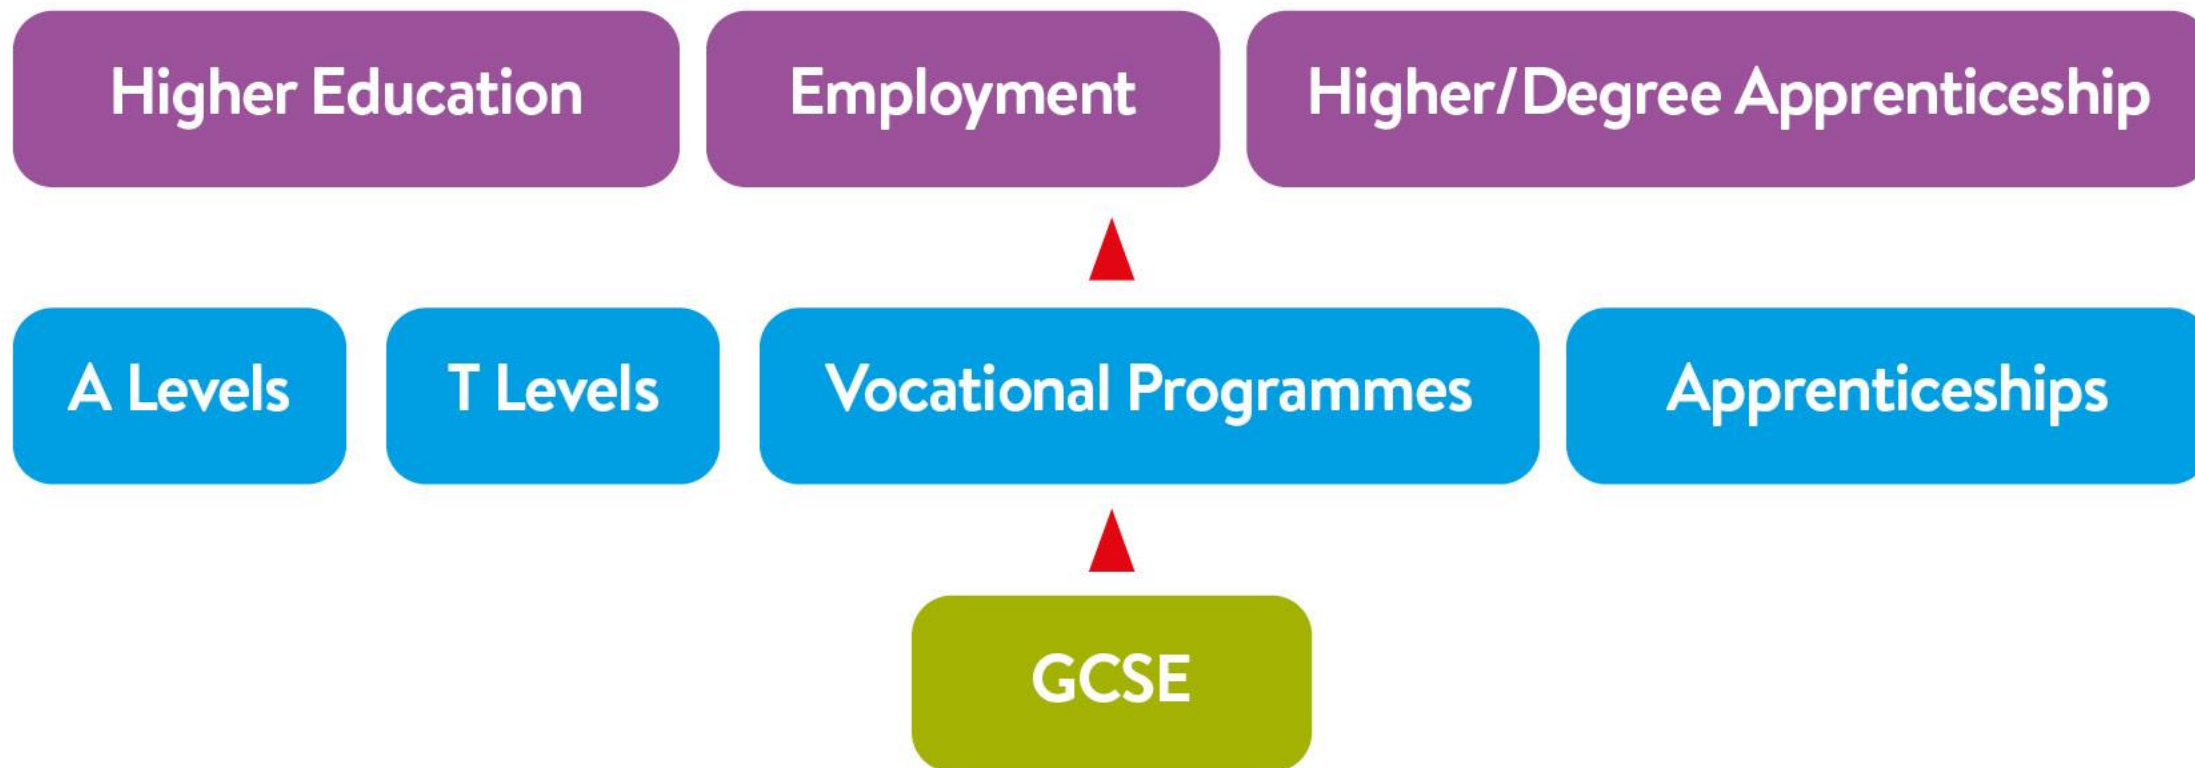 Higher Education
Employment
Higher/Degree Apprenticeship
A Levels
T Levels
Vocational Programmes
Apprenticeships
GCSE